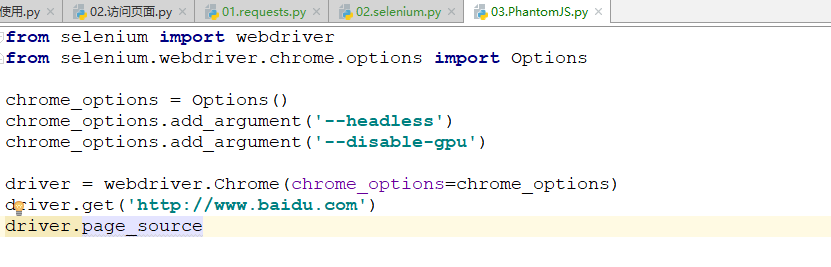 使用.py
02.访问页面.py
01.requests.py
02.selenium.py
03.PhantomJS.py
from selenium import webdriver
from selenium.webdriver.chrome.options import Options
chrome_options = Options()
chrome_options.add_argument('--headless')
chrome_options.add_argument('--disable-gpu')
driver = webdriver.Chrome(chrome_options=chrome_options)
driver.get('http://www.baidu.com')
driver.page_source